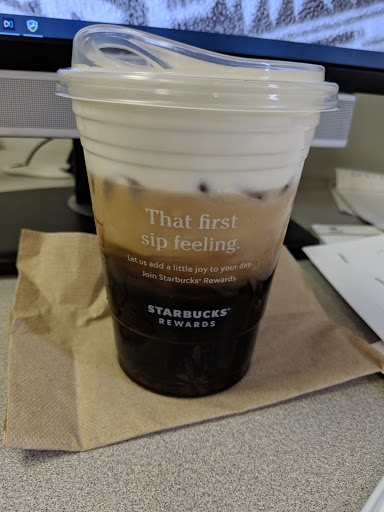 That first
sip feeling.
Let us add a little joy to your day.
Join Starbucks® Rewards.
STARBUCKS®
REWARDS